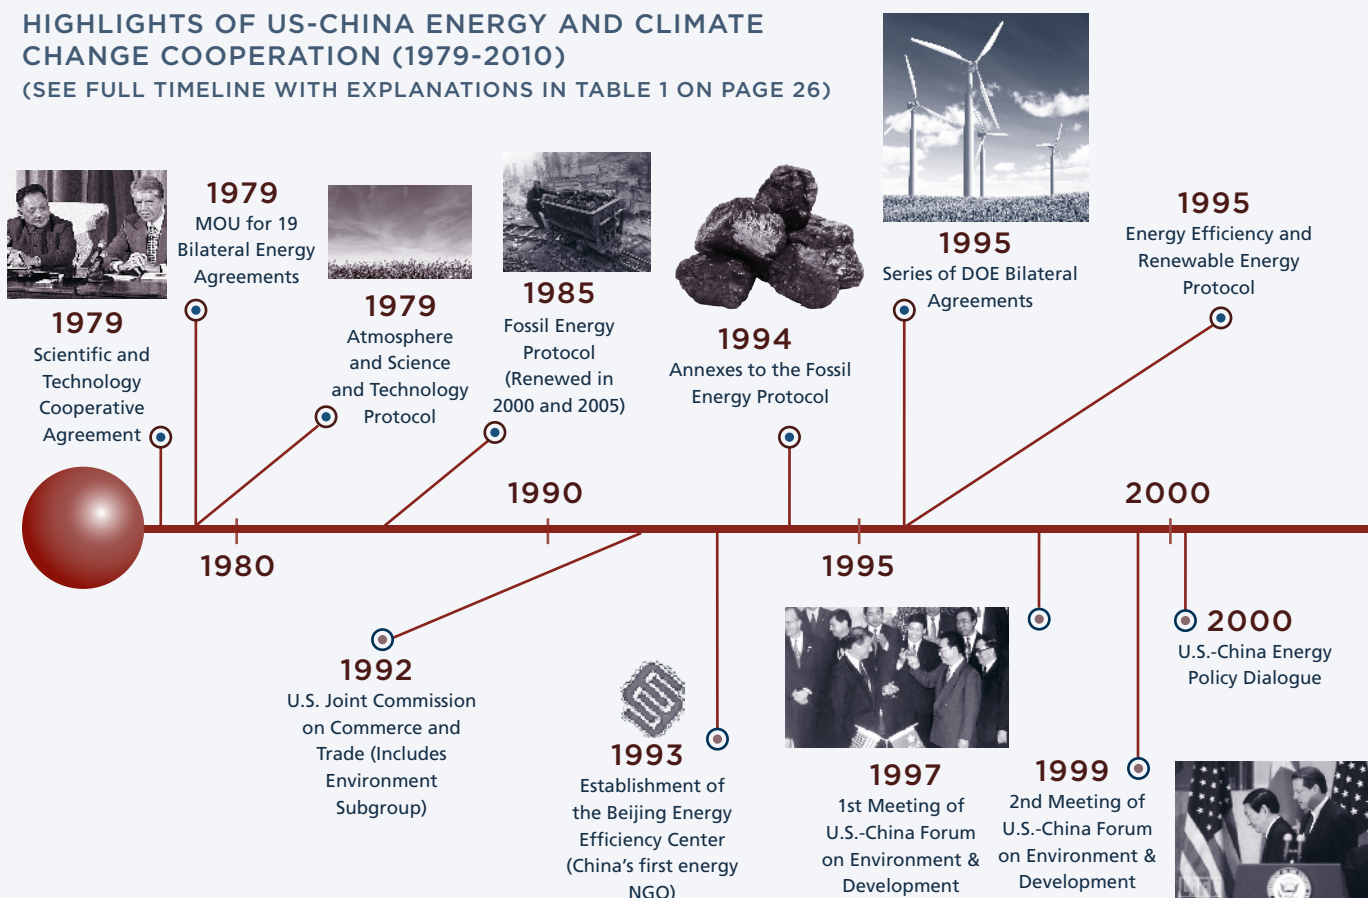 HIGHLIGHTS OF US-CHINA ENERGY AND CLIMATE
CHANGE COOPERATION (1979-2010)
(SEE FULL TIMELINE WITH EXPLANATIONS IN TABLE 1 ON PAGE 26)
1979
Scientific and
Technology
Cooperative
Agreement
1979
MOU for 19
Bilateral Energy
Agreements
1979
Atmosphere
and Science
and Technology
Protocol
1985
Fossil Energy
Protocol
(Renewed in
2000 and 2005)
1994
Annexes to the Fossil
Energy Protocol
1995
Series of DOE Bilateral
Agreements
1995
Energy Efficiency and
Renewable Energy
Protocol
1980
1990
1995
2000
1992
U.S. Joint Commission
on Commerce and
Trade (Includes
Environment
Subgroup)
1993
Establishment of
the Beijing Energy
Efficiency Center
(China's first energy
NGO)
1997
1st Meeting of
U.S.-China Forum
on Environment &
Development
1999
2nd Meeting of
U.S.-China Forum
on Environment &
Development
2000
U.S.-China Energy
Policy Dialogue
LIFE